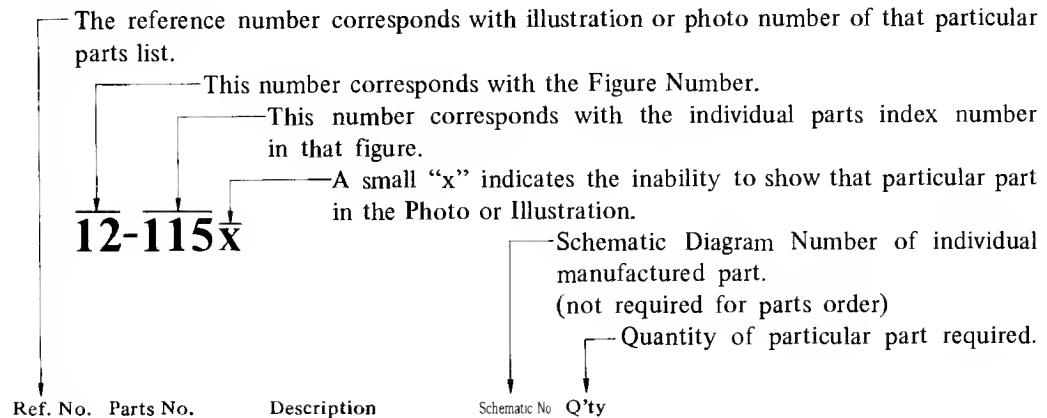 The reference number corresponds with illustration or photo number of that particular
parts list.
This number corresponds with the Figure Number.
This number corresponds with the individual parts index number
in that figure.
A small “x” indicates the inability to show that particular part
in the Photo or Illustration.
12-115x
Schematic Diagram Number of individual
manufactured part.
(not required for parts order)
Quantity of particular part required.
Ref. No. Parts No. Description Schematic No Q'ty